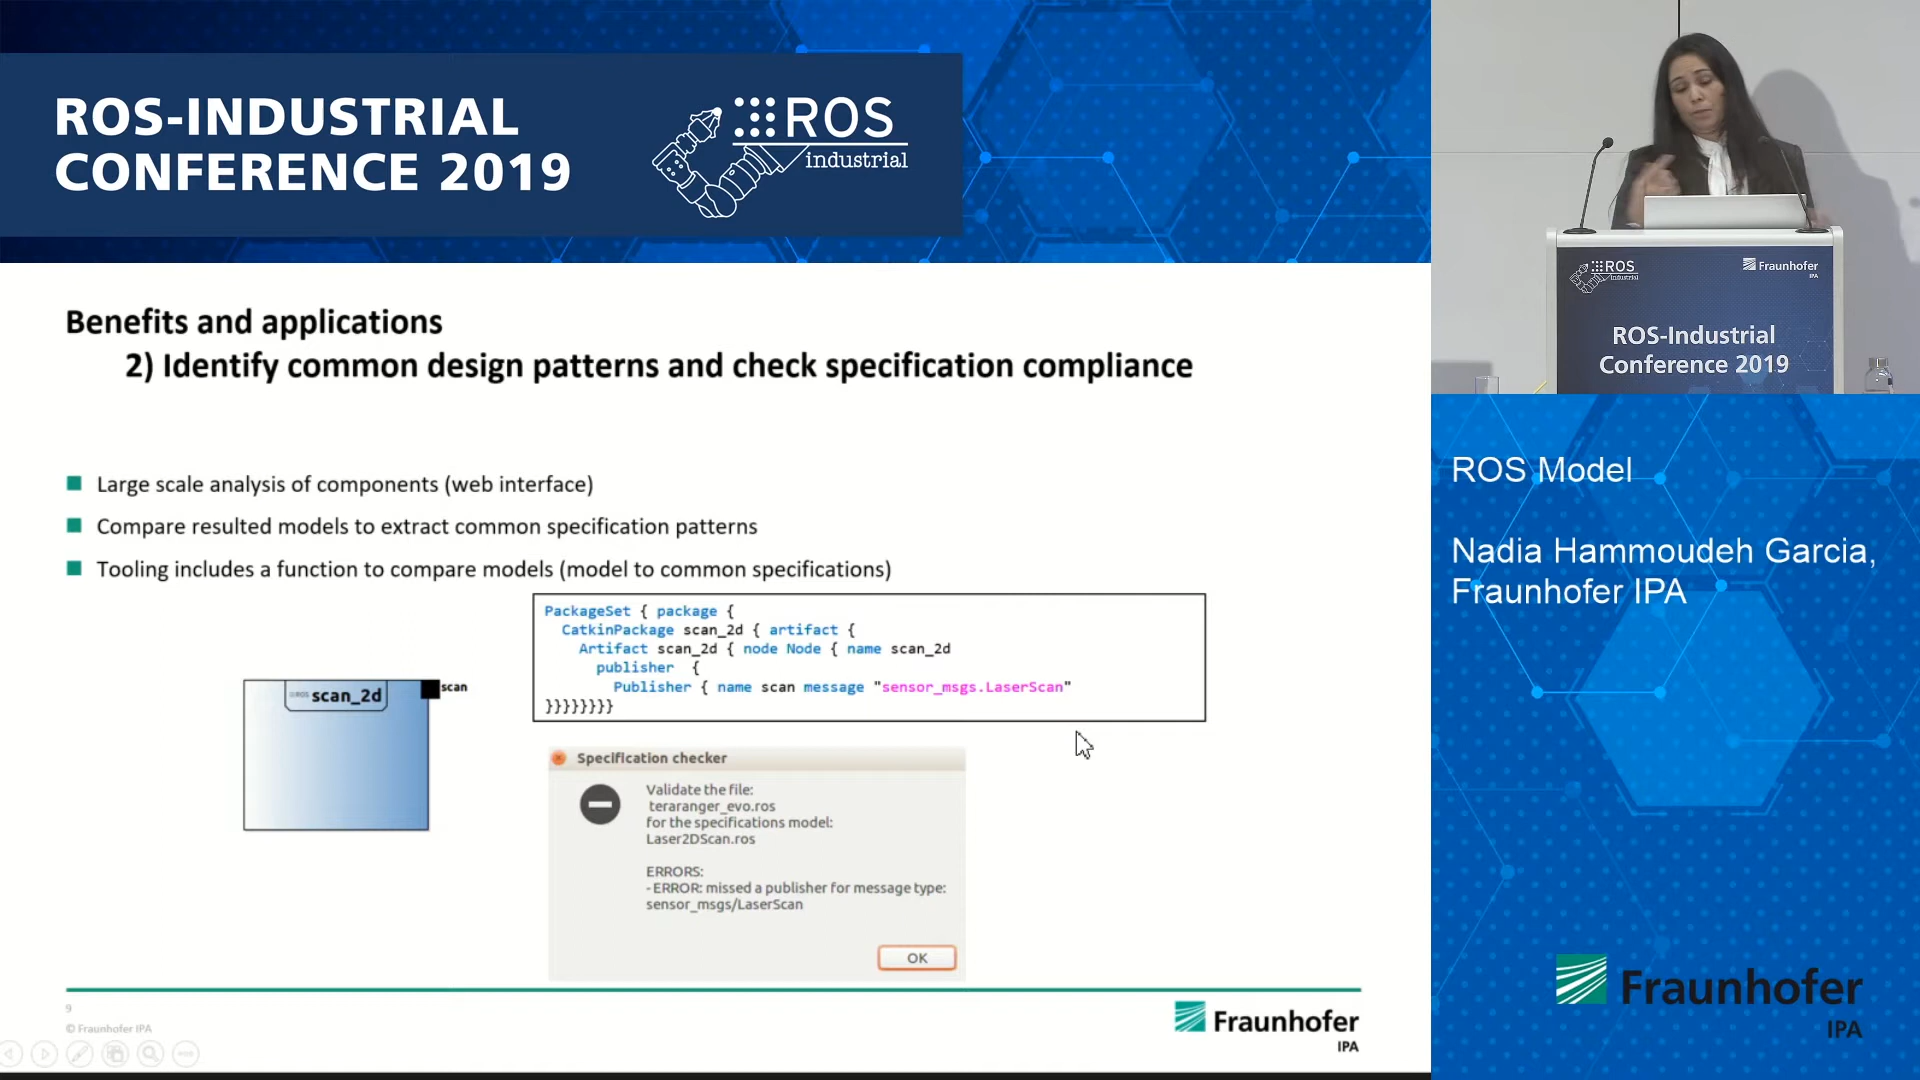 ROS-INDUSTRIAL
CONFERENCE 2019
ROS
industrial
Benefits and applications
2) Identify common design patterns and check specification compliance
Large scale analysis of components (web interface)
Compare resulted models to extract common specification patterns
Tooling includes a function to compare models (model to common specifications)
PackageSet { package {
CatkinPackage scan_2d { artifact {
Artifact scan_2d { node Node { name scan_2d
publisher {
Publisher { name scan message "sensor_msgs.LaserScan"
}}}}}}}}
ROS scan_2d
scan
Specification checker
Validate the file:
teraranger_evo.ros
for the specifications model:
Laser2DScan.ros
ERRORS:
-ERROR: missed a publisher for message type:
sensor_msgs/LaserScan
OK
9
© Fraunhofer IPA
Fraunhofer
IPA
ROS
industrial
Fraunhofer
IPA
ROS-Industrial
Conference 2019
ROS Model
Nadia Hammoudeh Garcia,
Fraunhofer IPA
Fraunhofer
IPA